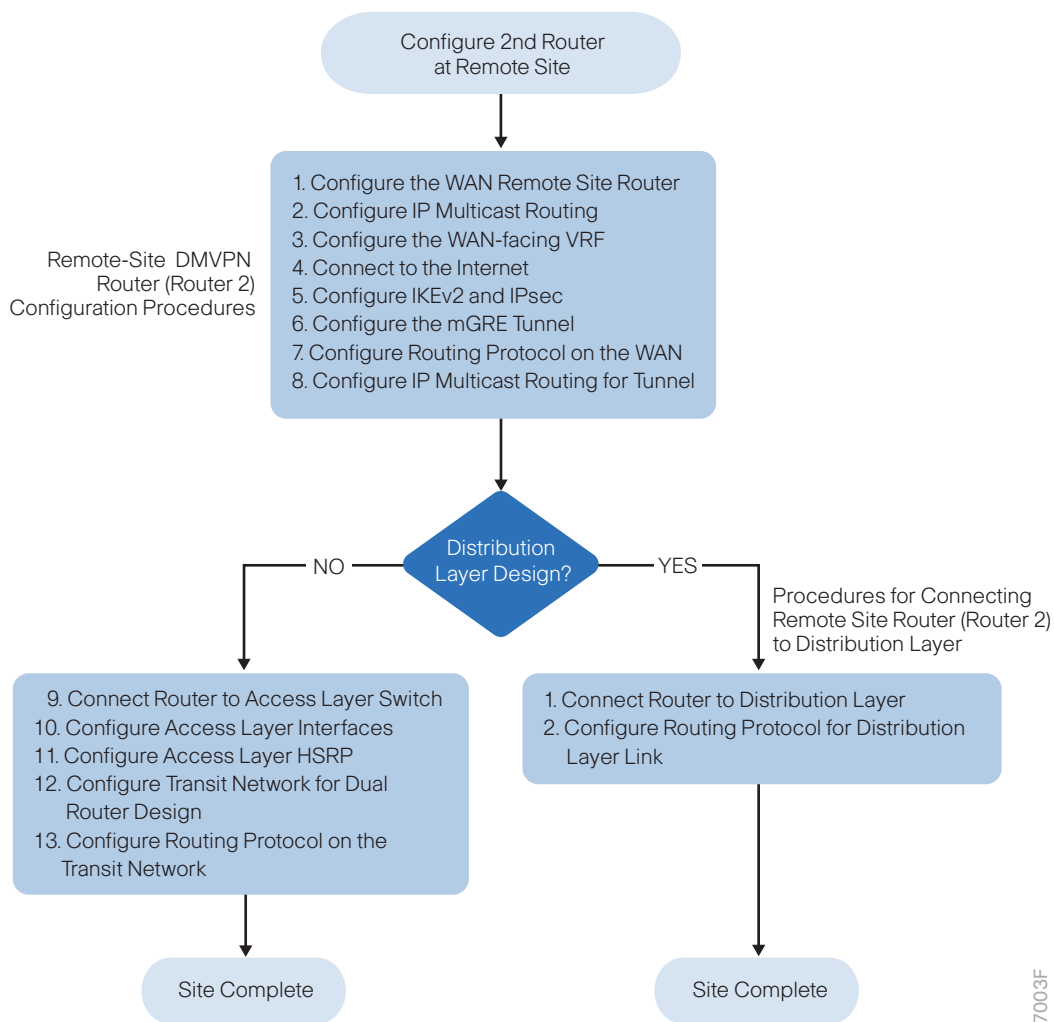 Configure 2nd Router
at Remote Site
Remote-Site DMVPN
Router (Router 2)
Configuration Procedures
1. Configure the WAN Remote Site Router
2. Configure IP Multicast Routing
3. Configure the WAN-facing VRF
4. Connect to the Internet
5. Configure IKEv2 and IPsec
6. Configure the mGRE Tunnel
7. Configure Routing Protocol on the WAN
8. Configure IP Multicast Routing for Tunnel
Distribution
Layer Design?
NO
YES
Procedures for Connecting
Remote Site Router (Router 2)
to Distribution Layer
9. Connect Router to Access Layer Switch
10. Configure Access Layer Interfaces
11. Configure Access Layer HSRP
12. Configure Transit Network for Dual
Router Design
13. Configure Routing Protocol on the
Transit Network
1. Connect Router to Distribution Layer
2. Configure Routing Protocol for Distribution
Layer Link
Site Complete
Site Complete
7003F